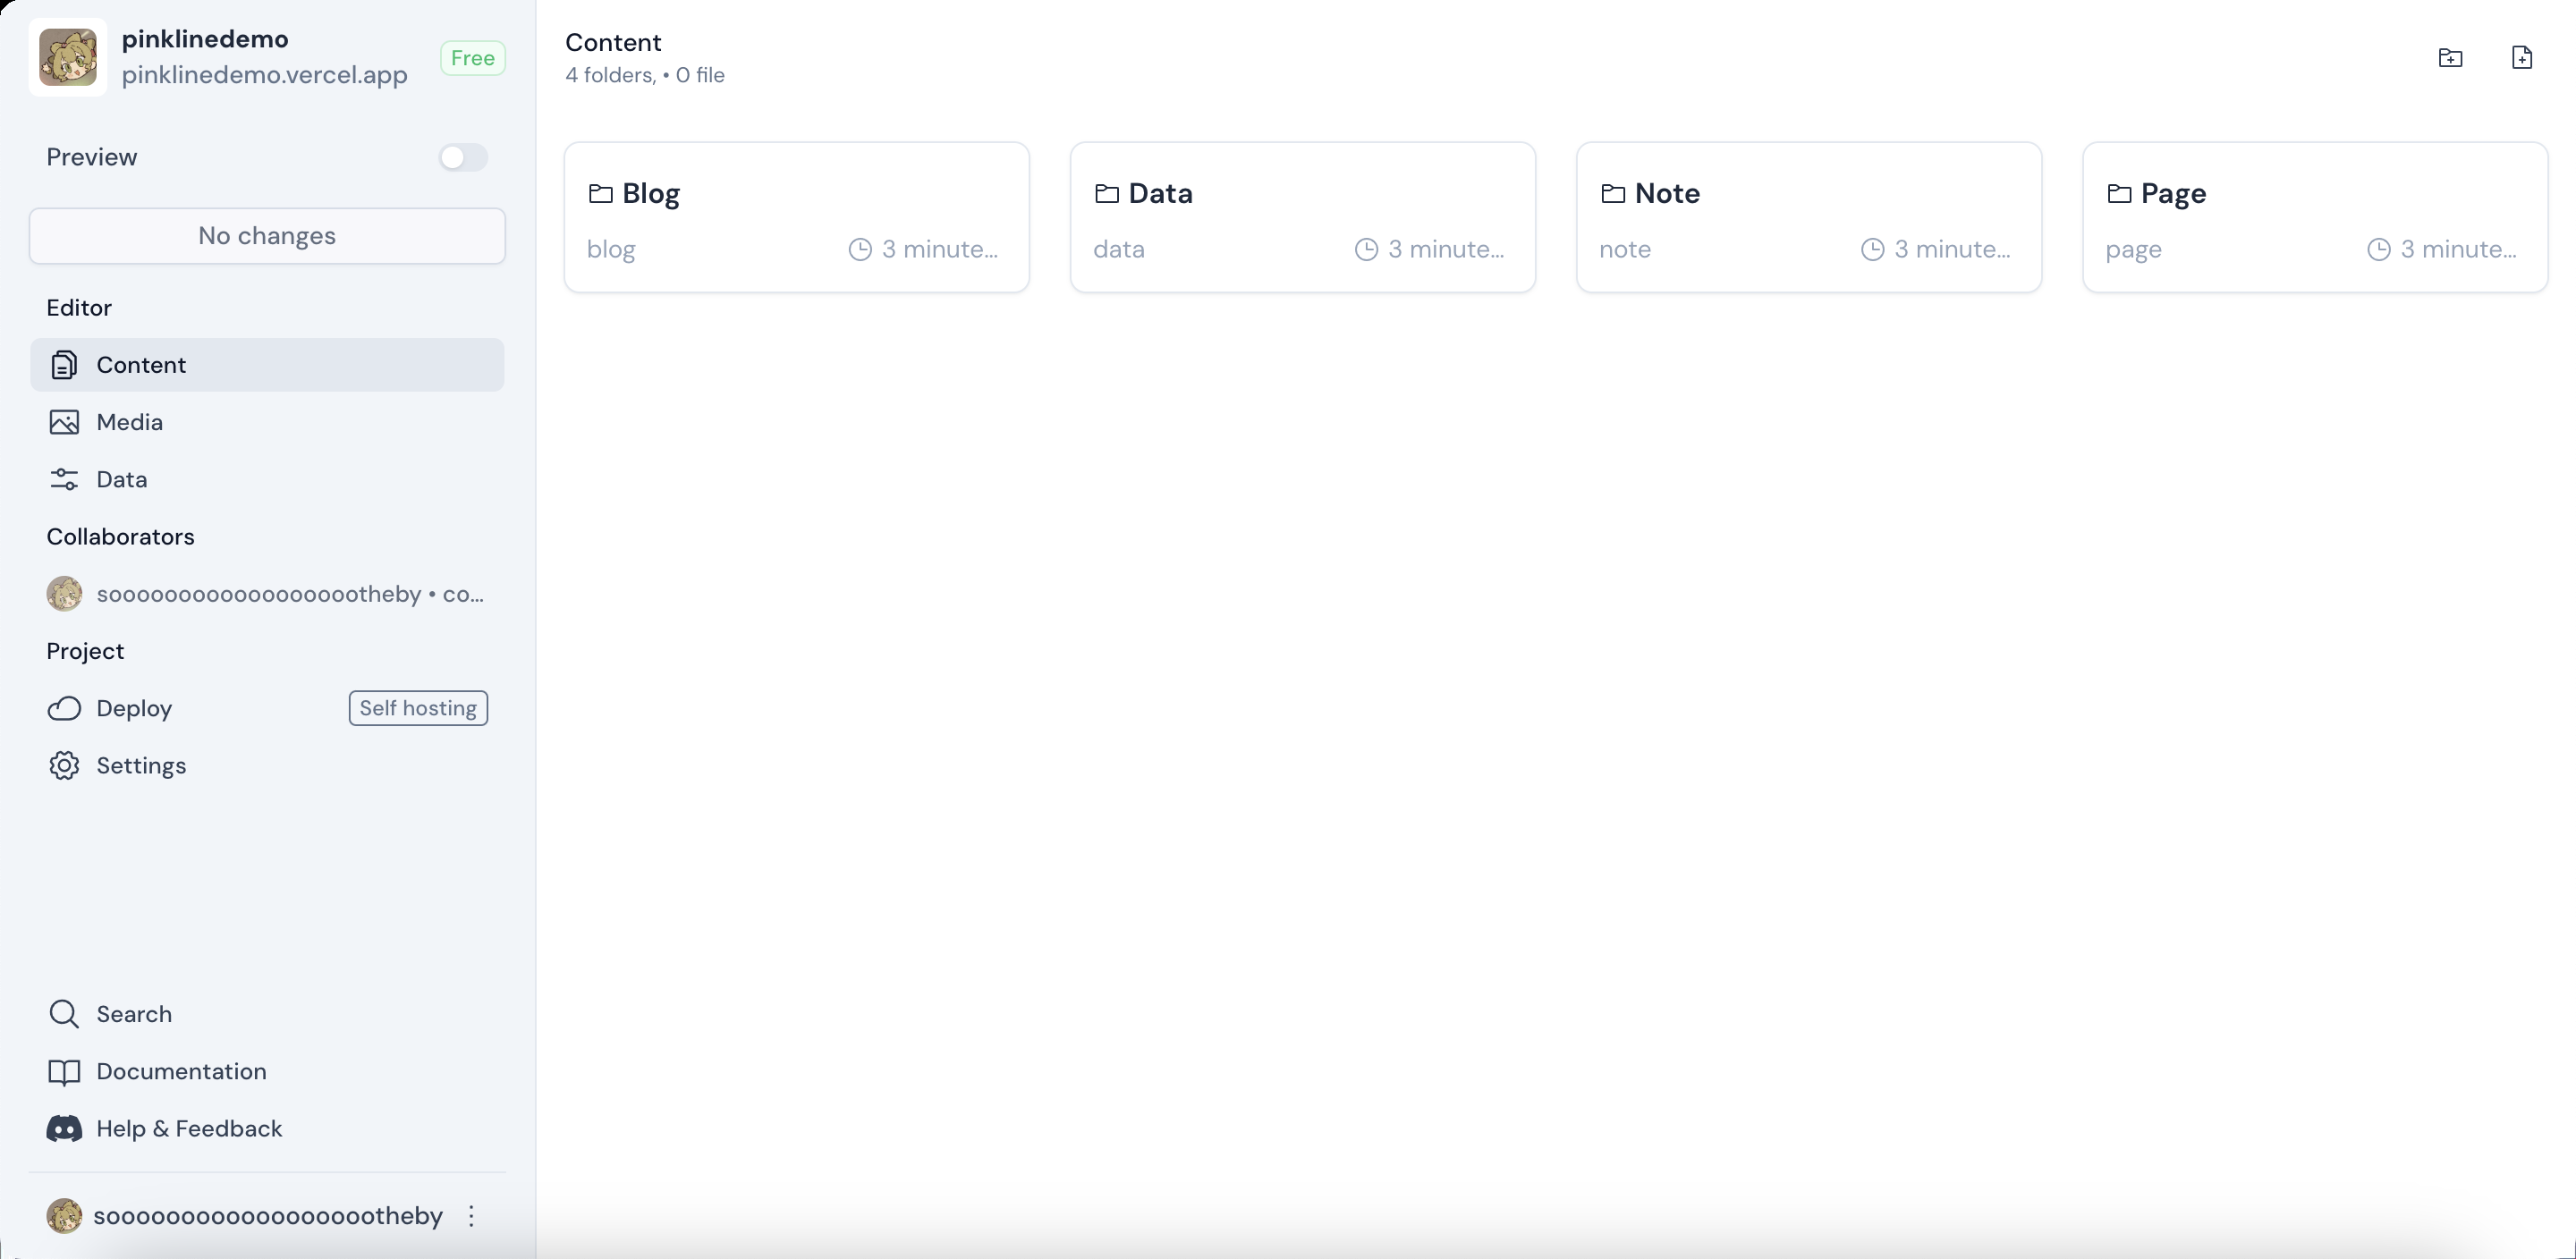 pinklinedemo
pinklinedemo.vercel.app
Free
Preview
No changes
Editor
Content
Media
Data
Collaborators
soooooooooooooooooootheby • co...
Project
Deploy
Self hosting
Settings
Search
Documentation
Help & Feedback
soooooooooooooooooootheby
Content
4 folders, • 0 file
Blog
blog
3 minute...
Data
data
3 minute...
Note
note
3 minute...
Page
page
3 minute...